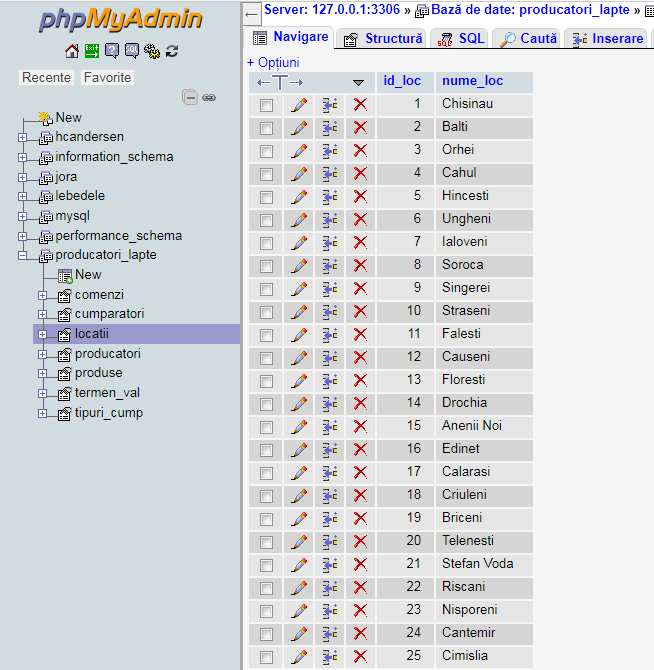 phpMyAdmin
Recente Favorite
New
hcandersen
information_schema
jora
lebedele
mysql
performance_schema
producatori_lapte
New
comenzi
cumparatori
locatii
producatori
produse
termen_val
tipuri_cump
Server: 127.0.0.1:3306 » Bază de date: producatori_lapte »
Navigare Structură SQL Caută Inserare
+ Opțiuni
id_loc nume_loc
1 Chisinau
2 Balti
3 Orhei
4 Cahul
5 Hincesti
6 Ungheni
7 Ialoveni
8 Soroca
9 Singerei
10 Straseni
11 Falesti
12 Causeni
13 Floresti
14 Drochia
15 Anenii Noi
16 Edinet
17 Calarasi
18 Criuleni
19 Briceni
20 Telenesti
21 Stefan Voda
22 Riscani
23 Nisporeni
24 Cantemir
25 Cimislia